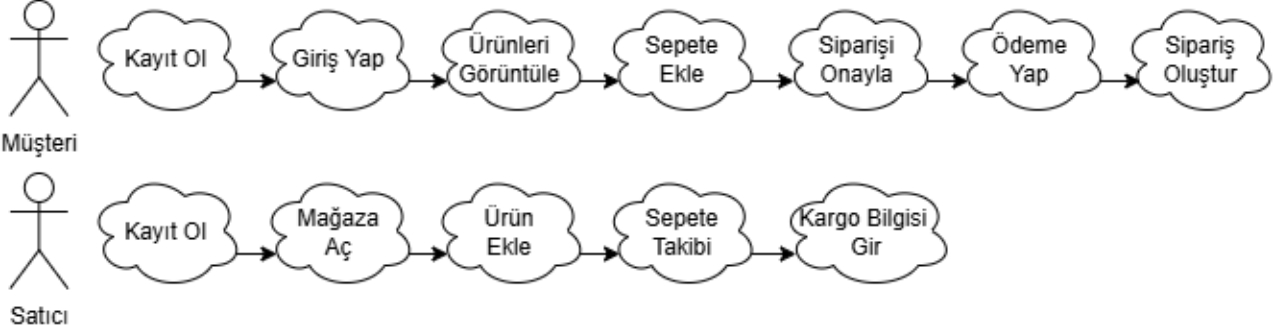 Kayıt Ol
Giriş Yap
Ürünleri
Görüntüle
Sepete
Ekle
Siparişi
Onayla
Ödeme
Yap
Sipariş
Oluştur
Müşteri
Kayıt Ol
Mağaza
Aç
Ürün
Ekle
Sepete
Takibi
Kargo Bilgisi
Gir
Satıcı